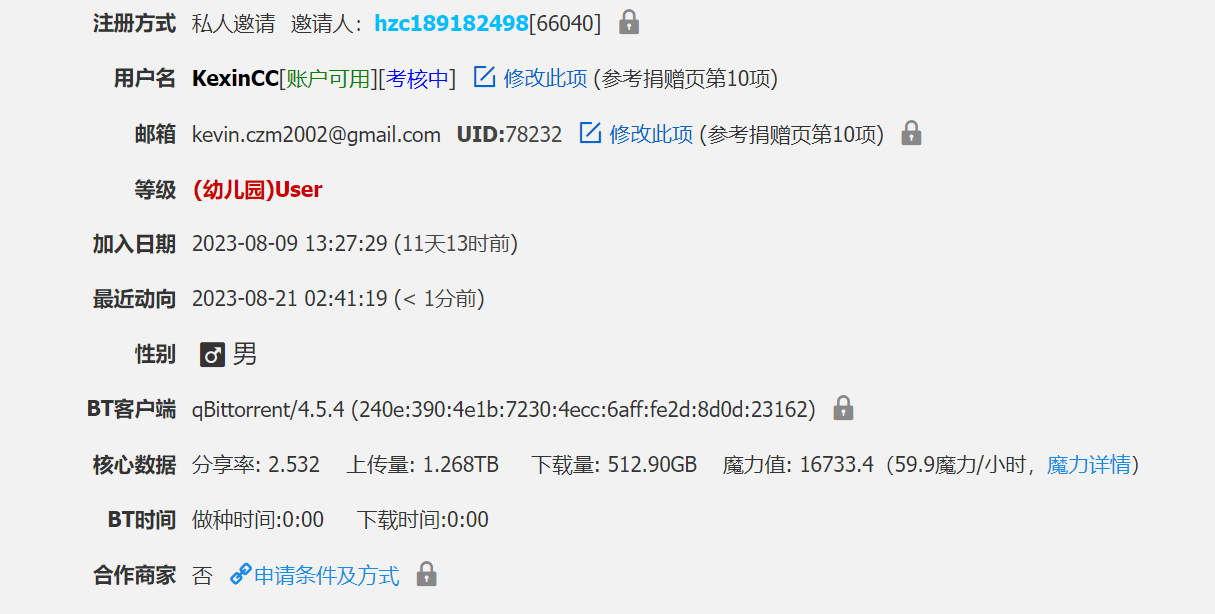 注册方式 私人邀请 邀请人：hzc189182498[66040]
用户名 KexinCC[账户可用][考核中] 修改此项 (参考捐赠页第10项)
邮箱 kevin.czm2002@gmail.com UID:78232 修改此项 (参考捐赠页第10项)
等级 (幼儿园)User
加入日期 2023-08-09 13:27:29 (11天13时前)
最近动向 2023-08-21 02:41:19 (< 1分前)
性别 男
BT客户端 qBittorrent/4.5.4 (240e:390:4e1b:7230:4ecc:6aff:fe2d:8d0d:23162)
核心数据 分享率: 2.532 上传量: 1.268TB 下载量: 512.90GB 魔力值: 16733.4（59.9魔力/小时，魔力详情）
BT时间 做种时间:0:00 下载时间:0:00
合作商家 否 申请条件及方式